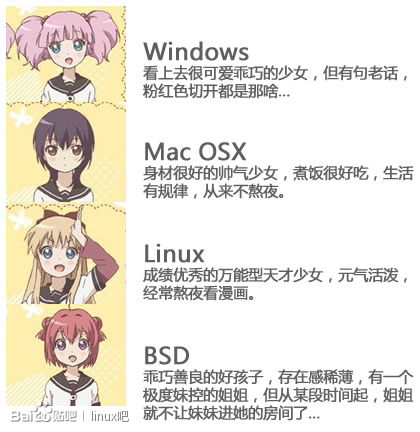 Windows
看上去很可爱乖巧的少女，但有句老话，
粉红色切开都是那啥...
Mac OSX
身材很好的帅气少女，煮饭很好吃，生活
有规律，从来不熬夜。
Linux
成绩优秀的万能型天才少女，元气活泼，
经常熬夜看漫画。
BSD
乖巧善良的好孩子，存在感稀薄，有一个
极度妹控的姐姐，但从某段时间起，姐姐
就不让妹妹进她的房间了...
Bai贴吧 | linux吧